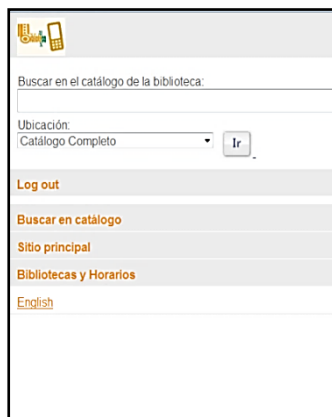 Buscar en el catálogo de la biblioteca:
Ubicación:
Catálogo Completo
Ir
Log out
Buscar en catálogo
Sitio principal
Bibliotecas y Horarios
English